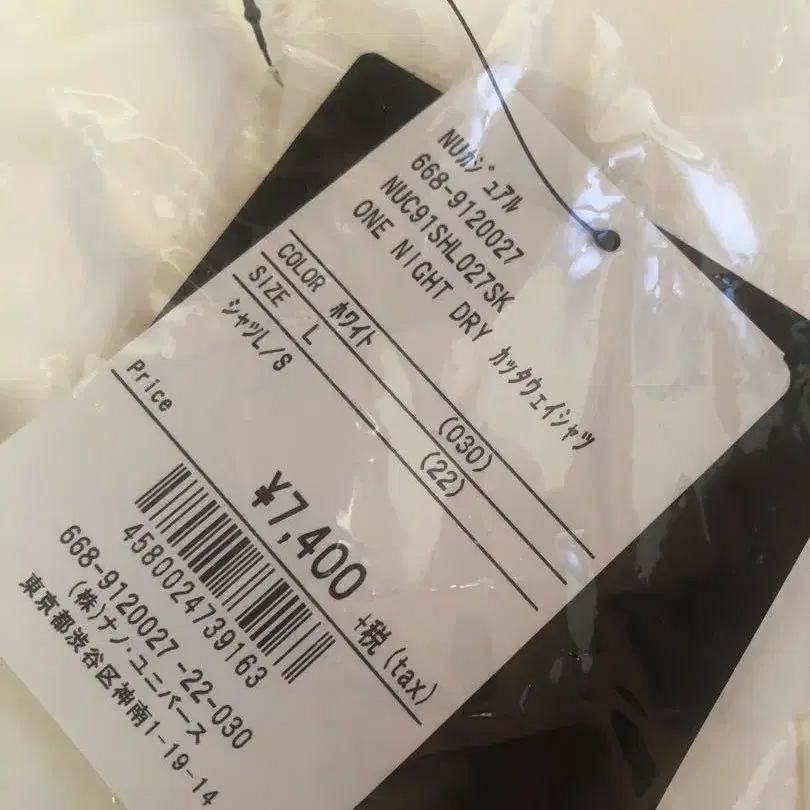 NUカジュアル
668-9120027
NUC91SHL027SK
ONE NIGHT DRY カッタウェイシャツ
COLOR ホワイト (030)
SIZE L (22)
シャツL/S
Price
¥7,400
+税(tax)
4580024739163
668-9120027-22-030
(株)ナノ・ユニバース
東京都渋谷区神南1-19-14